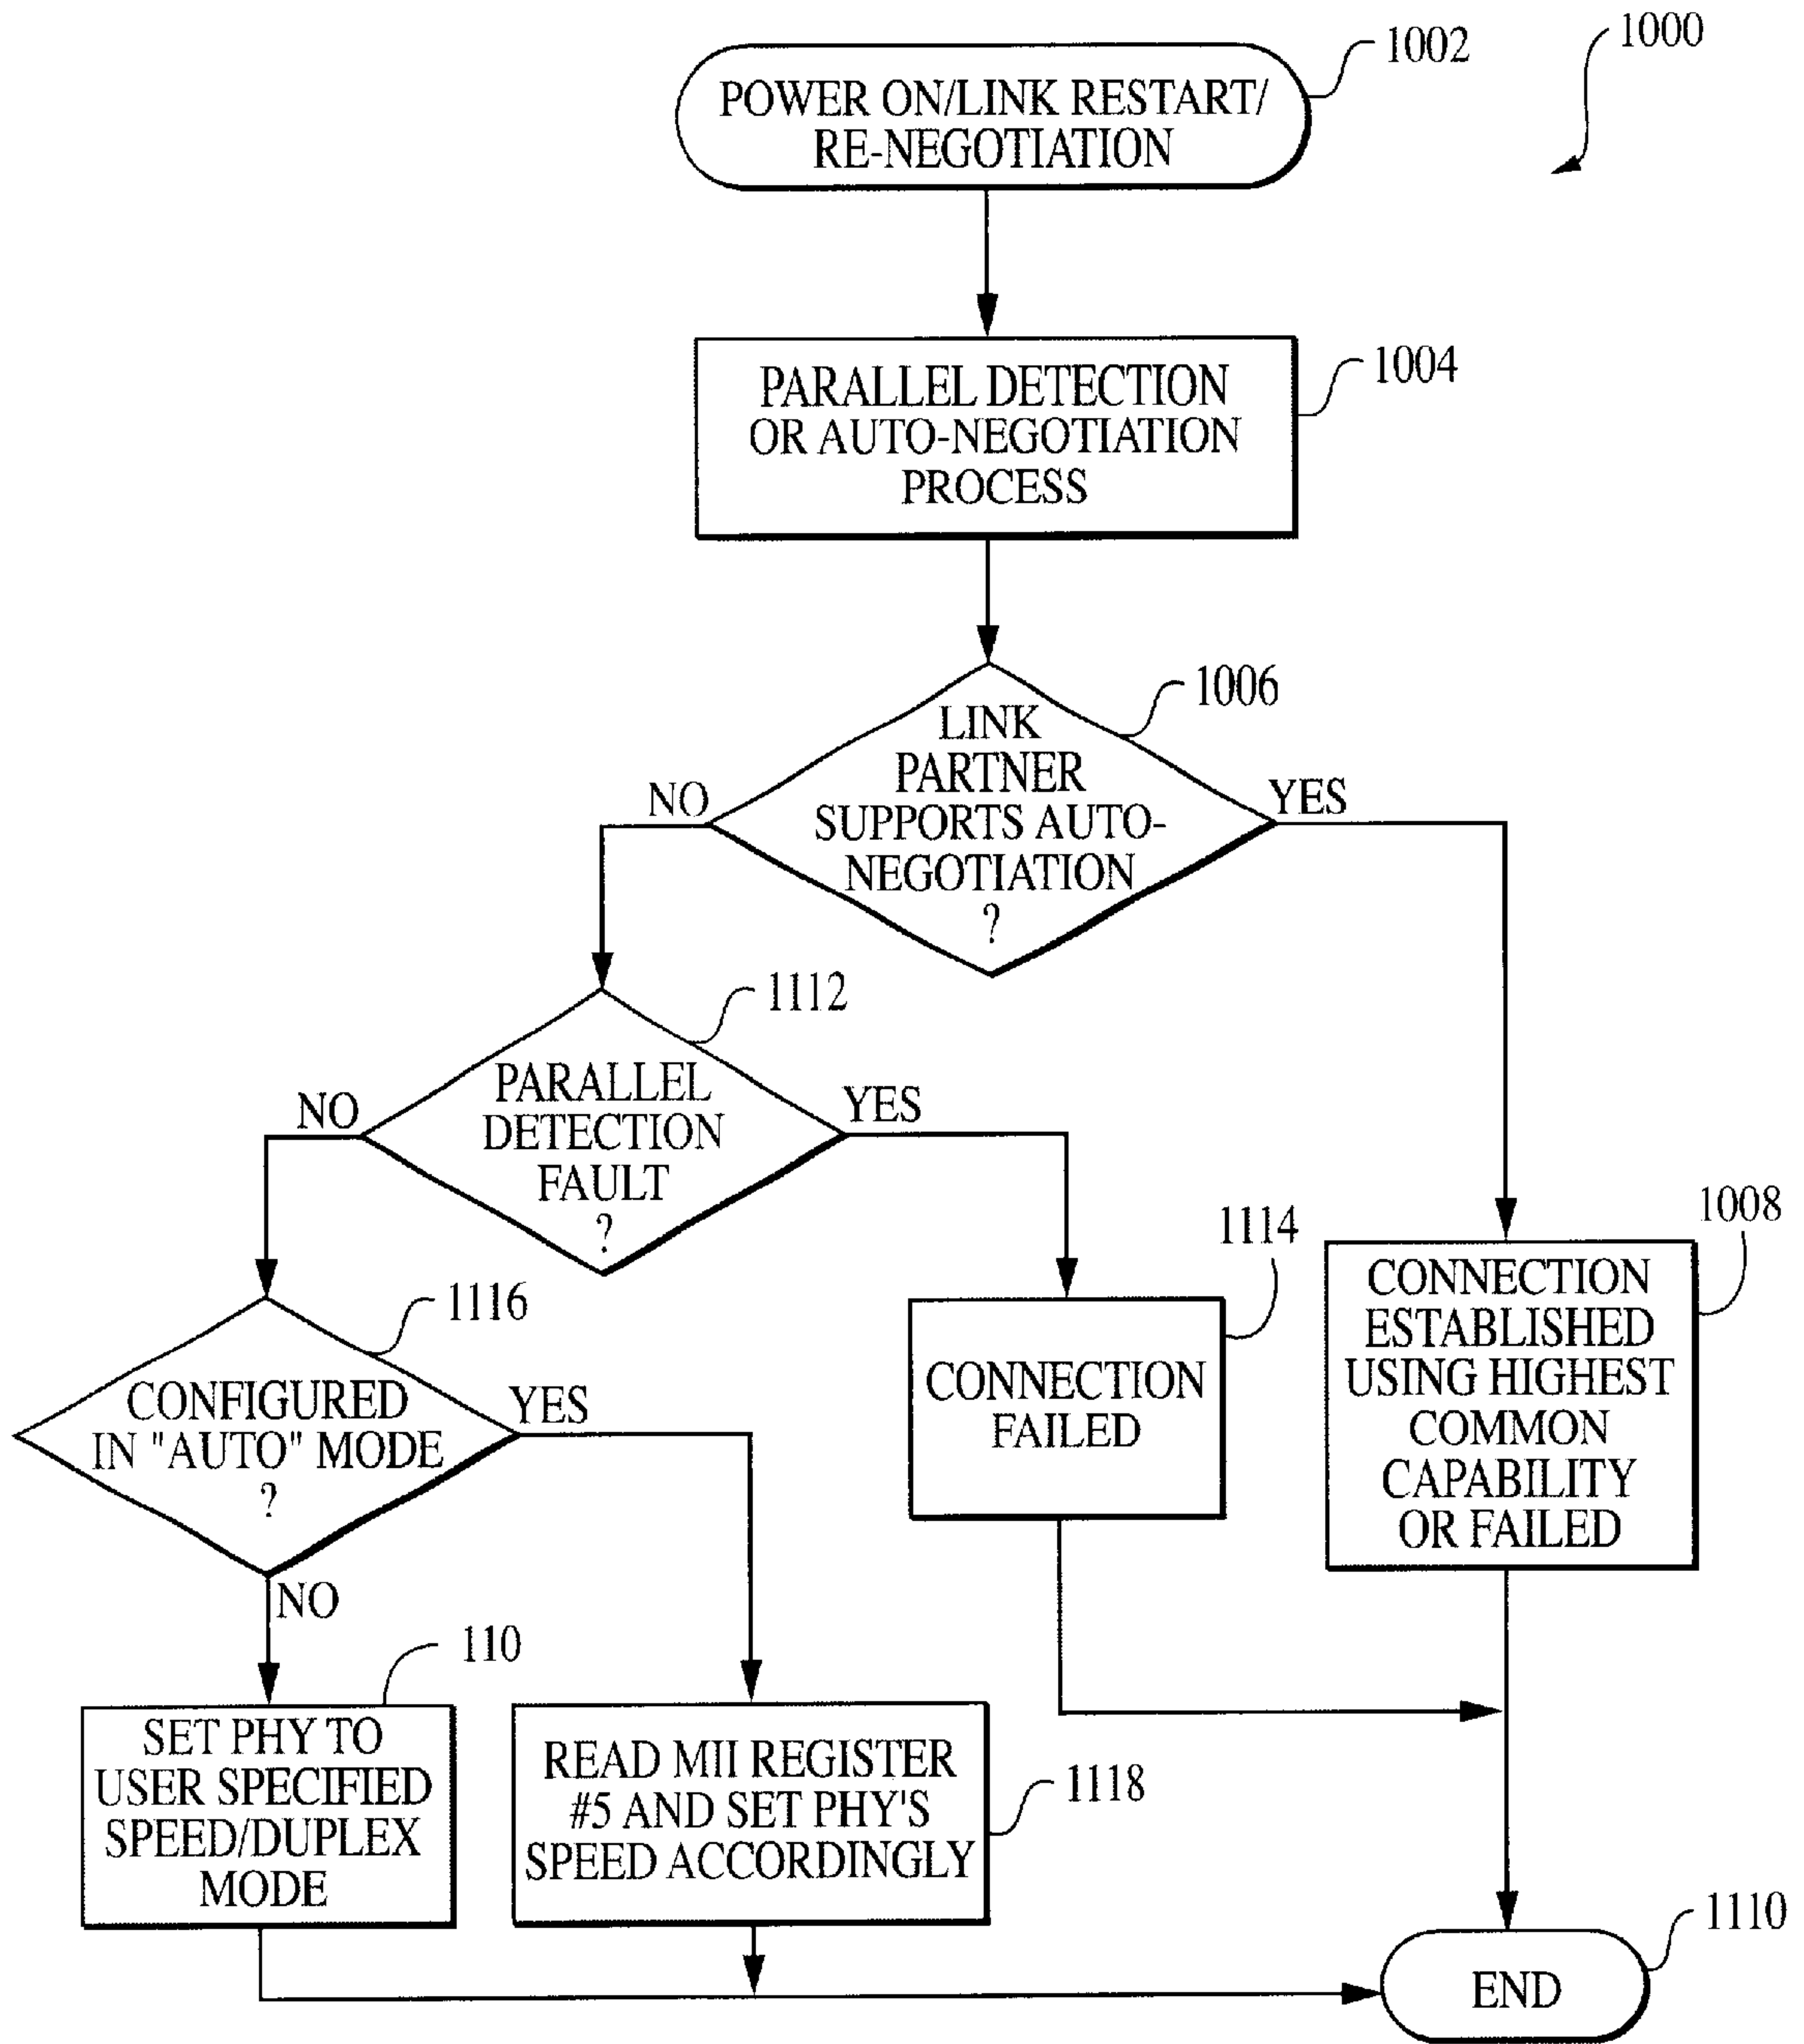 1000
1002
POWER ON/LINK RESTART/
RE-NEGOTIATION
1004
PARALLEL DETECTION
OR AUTO-NEGOTIATION
PROCESS
1006
LINK
PARTNER
SUPPORTS AUTO-
NEGOTIATION
?
NO
YES
1112
PARALLEL
DETECTION
FAULT
?
NO
YES
1116
CONFIGURED
IN "AUTO" MODE
?
YES
NO
1114
CONNECTION
FAILED
1008
CONNECTION
ESTABLISHED
USING HIGHEST
COMMON
CAPABILITY
OR FAILED
110
SET PHY TO
USER SPECIFIED
SPEED/DUPLEX
MODE
READ MII REGISTER
#5 AND SET PHY'S
SPEED ACCORDINGLY
1118
1110
END